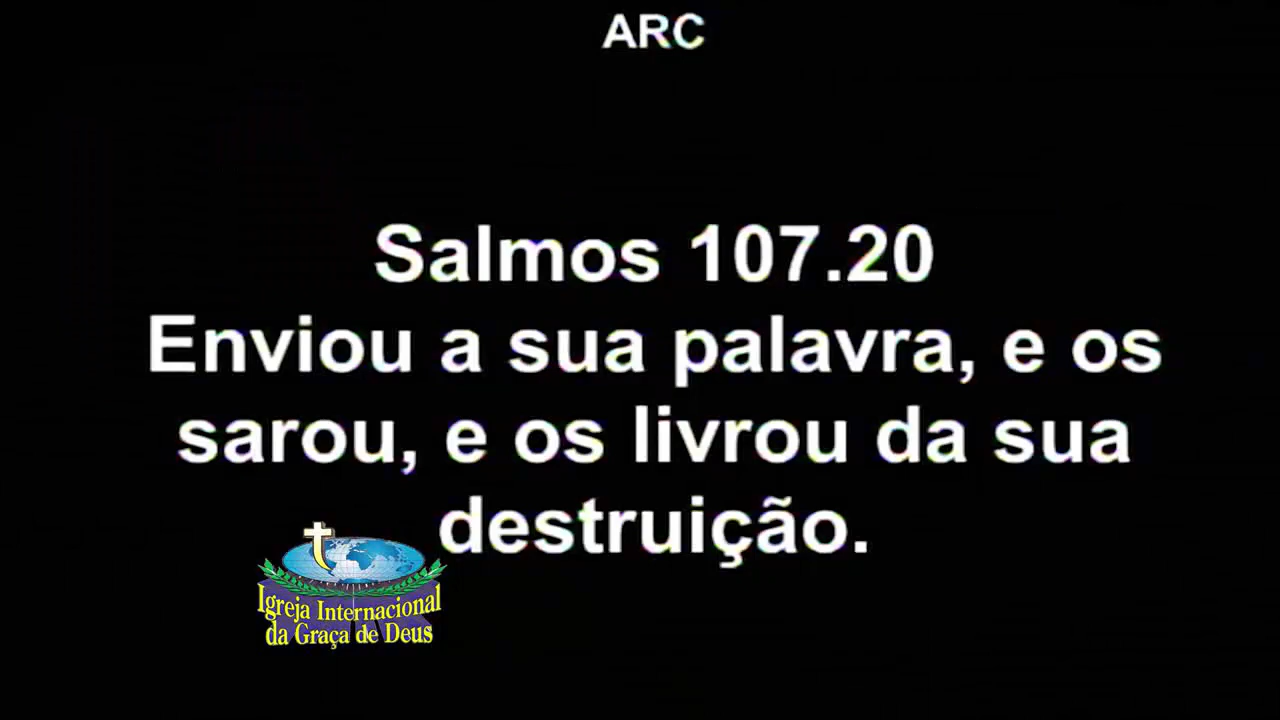 ARC
Salmos 107.20
Enviou a sua palavra, e os
sarou, e os livrou da sua
destruição.
Igreja Internacional
da Graça de Deus